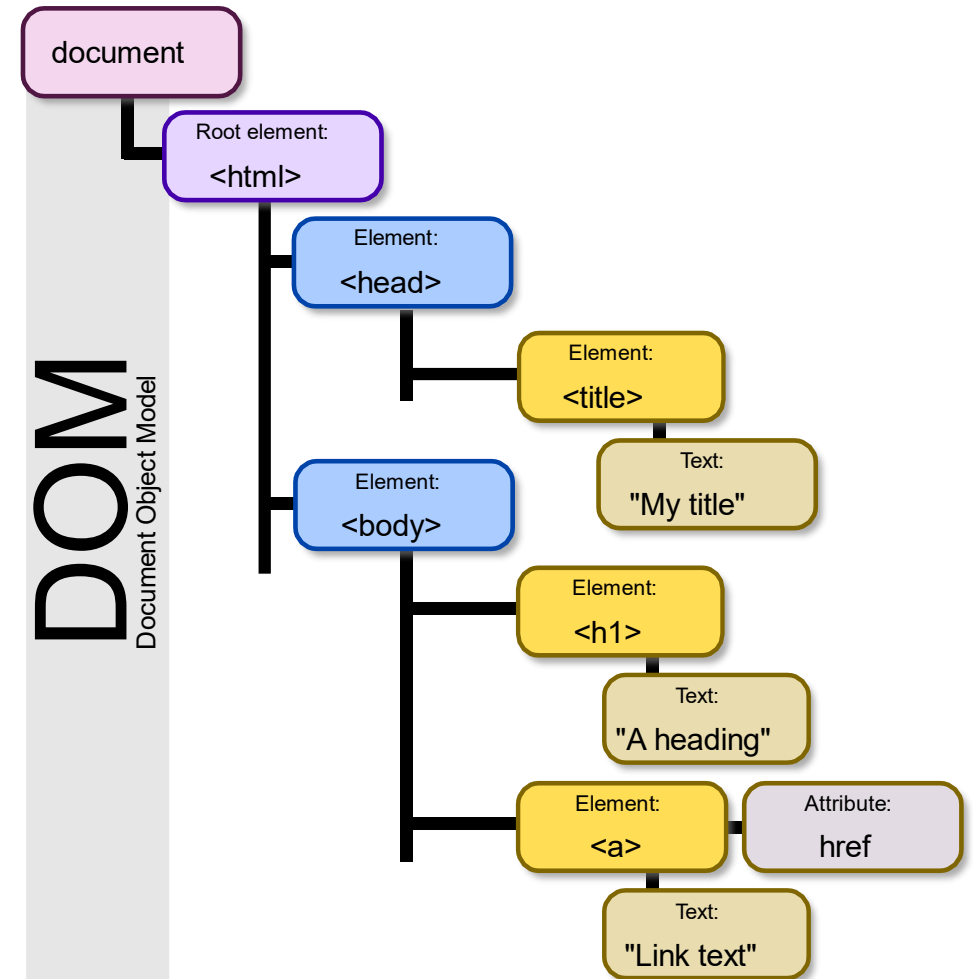 document
Root element:
<html>
Element:
<head>
Element:
<title>
Text:
"My title"
Element:
<body>
Element:
<h1>
Text:
"A heading"
Element:
<a>
Attribute:
href
Text:
"Link text"
DOM
Document Object Model